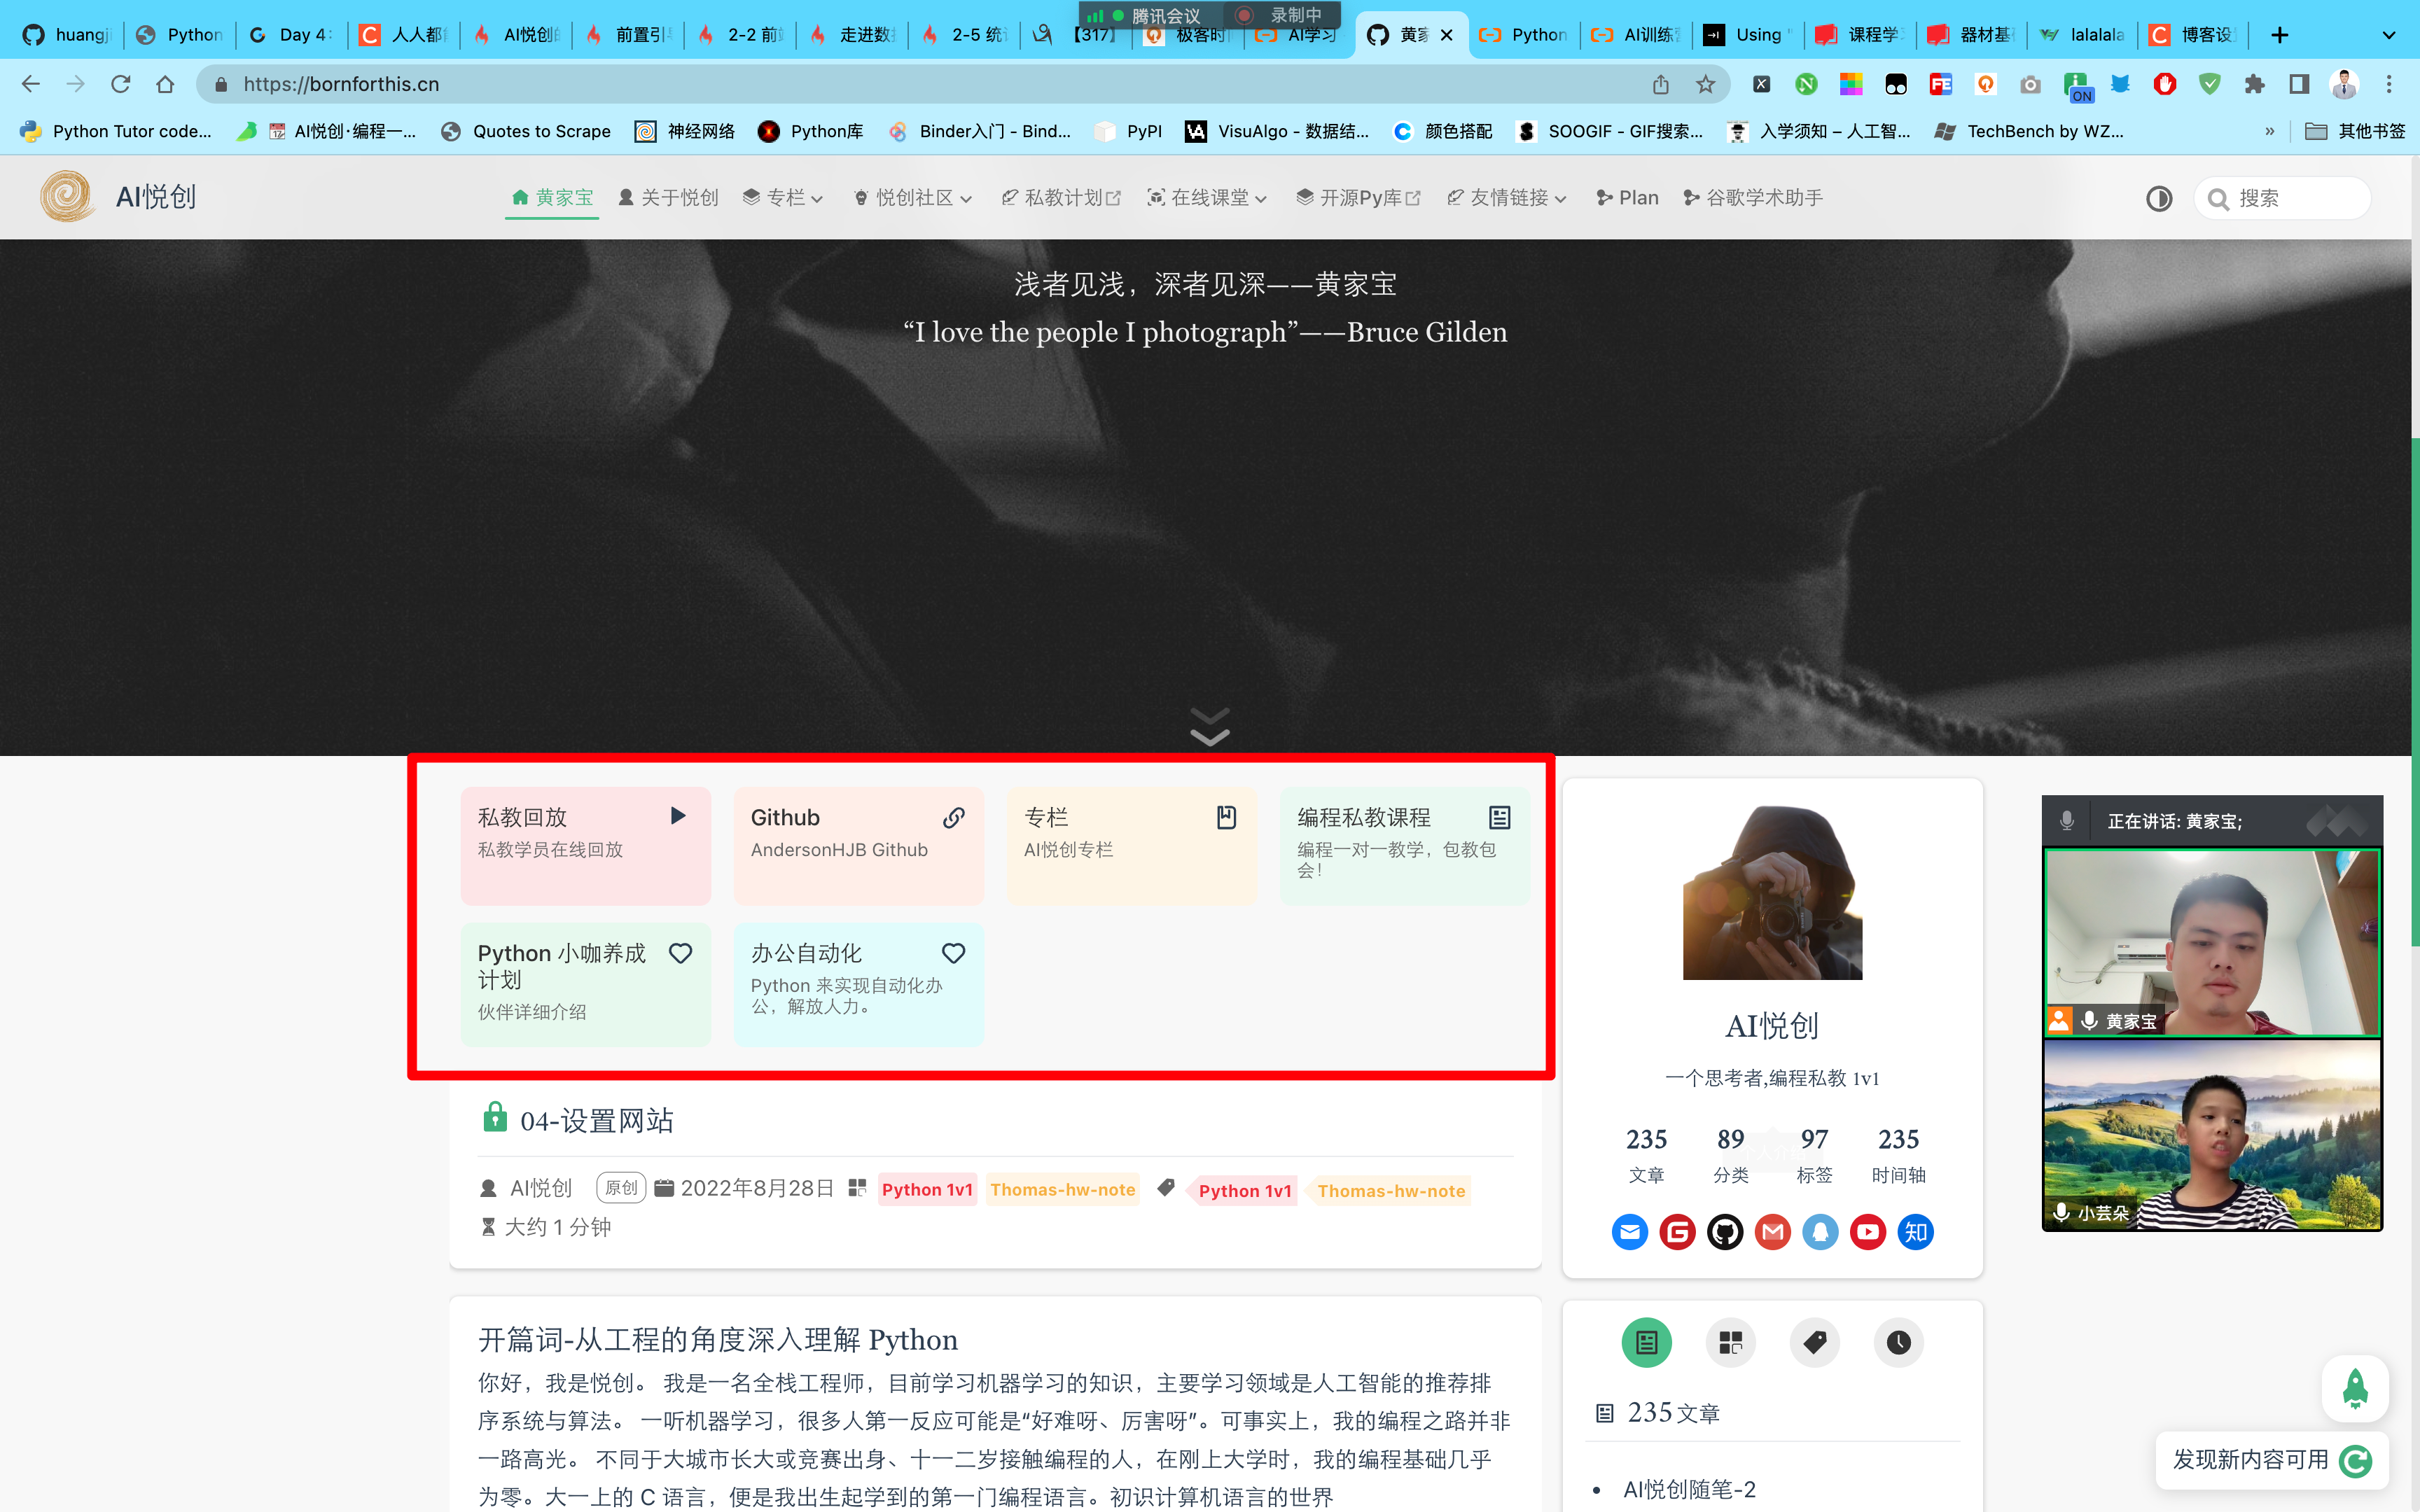 huangj
Python
Day 4
人人都
AI悦创
前置引
2-2 前
走进数
2-5 统
【317】
腾讯会议
录制中
极客时
AI学习
黄家
Python
AI训练
Using
课程学
器材基
lalalala
博客设
https://bornforthis.cn
ON
Python Tutor code...
AI悦创·编程一...
Quotes to Scrape
神经网络
Python库
Binder入门 - Bind...
PyPI
VisuAlgo - 数据结...
颜色搭配
SOOGIF - GIF搜索...
入学须知 – 人工智...
TechBench by WZ...
»
其他书签
AI悦创
黄家宝
关于悦创
专栏
悦创社区
私教计划
在线课堂
开源Py库
友情链接
Plan
谷歌学术助手
搜索
浅者见浅，深者见深——黄家宝
“I love the people I photograph”——Bruce Gilden
私教回放
私教学员在线回放
Github
AndersonHJB Github
专栏
AI悦创专栏
编程私教课程
编程一对一教学，包教包
会！
Python 小咖养成
计划
伙伴详细介绍
办公自动化
Python 来实现自动化办
公，解放人力。
04-设置网站
AI悦创 原创 2022年8月28日 Python 1v1 Thomas-hw-note Python 1v1 Thomas-hw-note
大约 1 分钟
开篇词-从工程的角度深入理解 Python
你好，我是悦创。 我是一名全栈工程师，目前学习机器学习的知识，主要学习领域是人工智能的推荐排
序系统与算法。 一听机器学习，很多人第一反应可能是“好难呀、厉害呀”。可事实上，我的编程之路并非
一路高光。 不同于大城市长大或竞赛出身、十一二岁接触编程的人，在刚上大学时，我的编程基础几乎
为零。大一上的 C 语言，便是我出生起学到的第一门编程语言。初识计算机语言的世界
AI悦创
一个思考者,编程私教 1v1
235 89 97 235
文章 分类 标签 时间轴
知
235 文章
AI悦创随笔-2
正在讲话: 黄家宝;
黄家宝
小芸朵
发现新内容可用